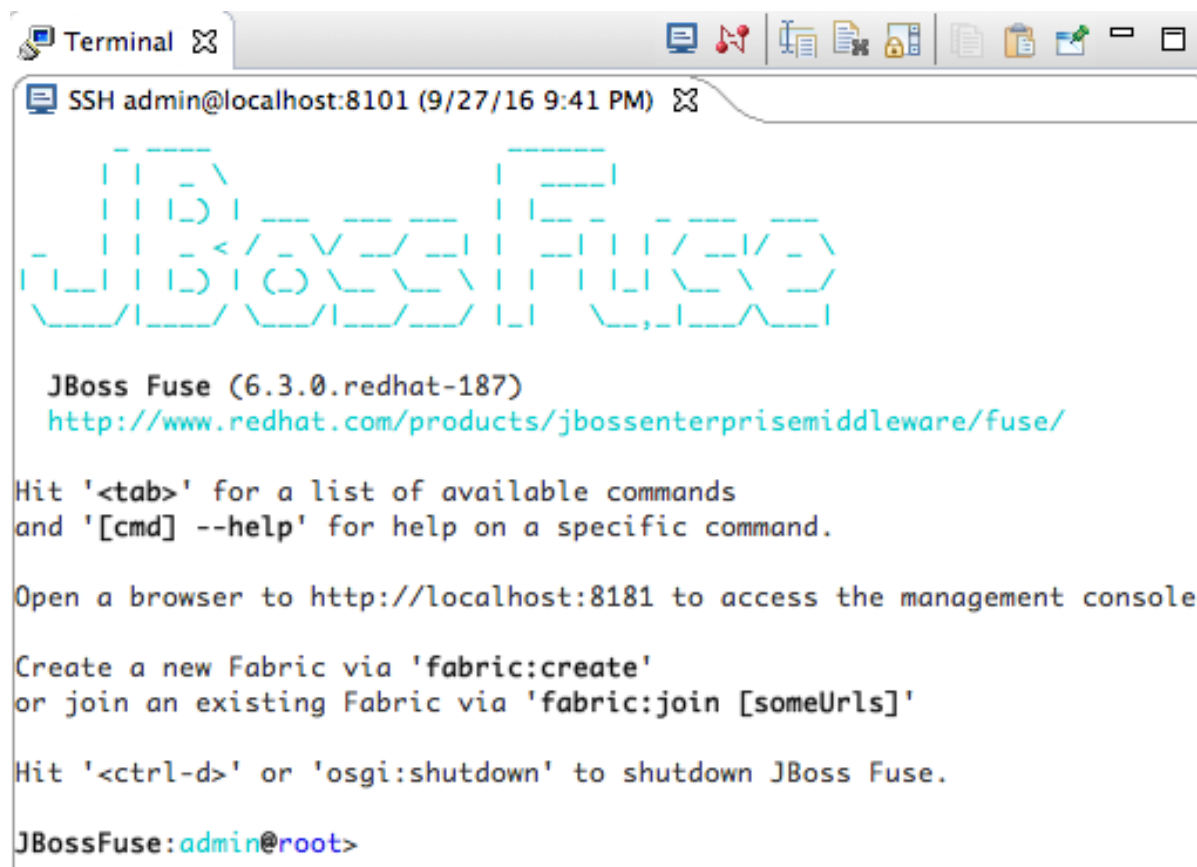 Terminal
SSH admin@localhost:8101 (9/27/16 9:41 PM)
JBossFuse
JBoss Fuse (6.3.0.redhat-187)
http://www.redhat.com/products/jbossenterprisemiddleware/fuse/
Hit '<tab>' for a list of available commands
and '[cmd] --help' for help on a specific command.
Open a browser to http://localhost:8181 to access the management console
Create a new Fabric via 'fabric:create'
or join an existing Fabric via 'fabric:join [someUrls]'
Hit '<ctrl-d>' or 'osgi:shutdown' to shutdown JBoss Fuse.
JBossFuse:admin@root>